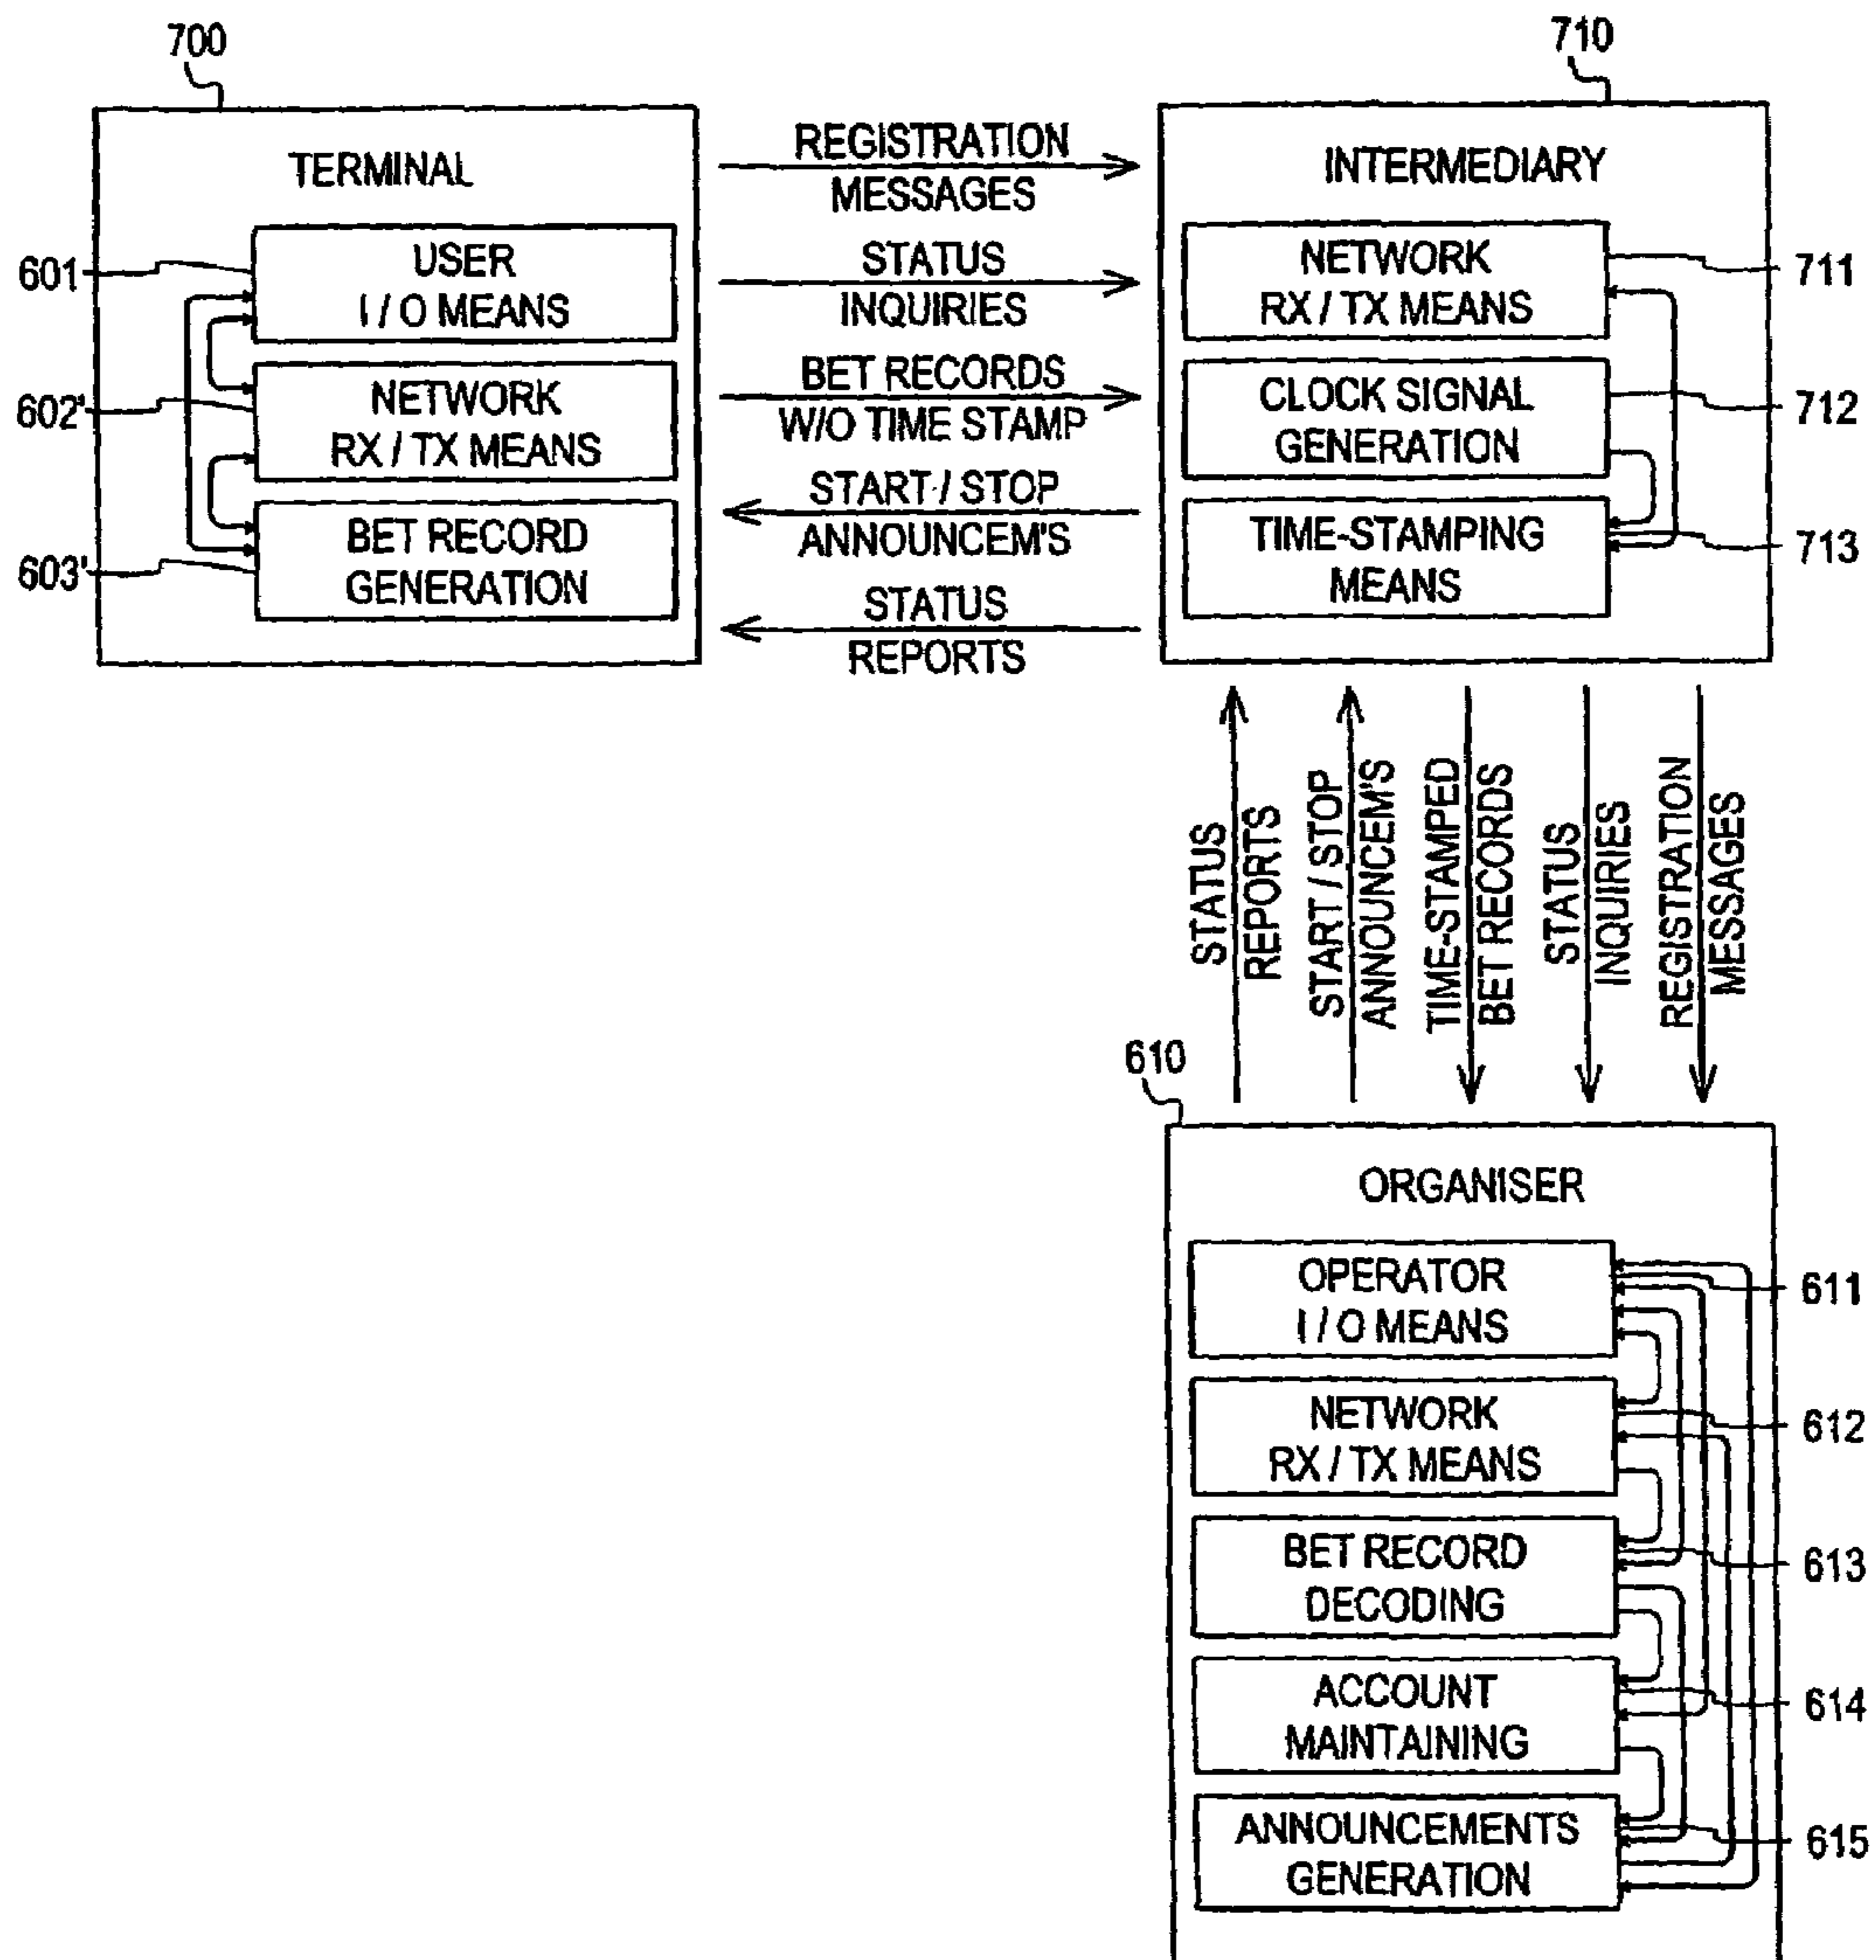 700
TERMINAL
601
USER
I / O MEANS
602'
NETWORK
RX / TX MEANS
603'
BET RECORD
GENERATION
REGISTRATION
MESSAGES
STATUS
INQUIRIES
BET RECORDS
W/O TIME STAMP
START / STOP
ANNOUNCEM'S
STATUS
REPORTS
710
INTERMEDIARY
NETWORK
RX / TX MEANS
711
CLOCK SIGNAL
GENERATION
712
TIME-STAMPING
MEANS
713
STATUS
REPORTS
START / STOP
ANNOUNCEM'S
TIME-STAMPED
BET RECORDS
STATUS
INQUIRIES
REGISTRATION
MESSAGES
610
ORGANISER
OPERATOR
I / O MEANS
611
NETWORK
RX / TX MEANS
612
BET RECORD
DECODING
613
ACCOUNT
MAINTAINING
614
ANNOUNCEMENTS
GENERATION
615